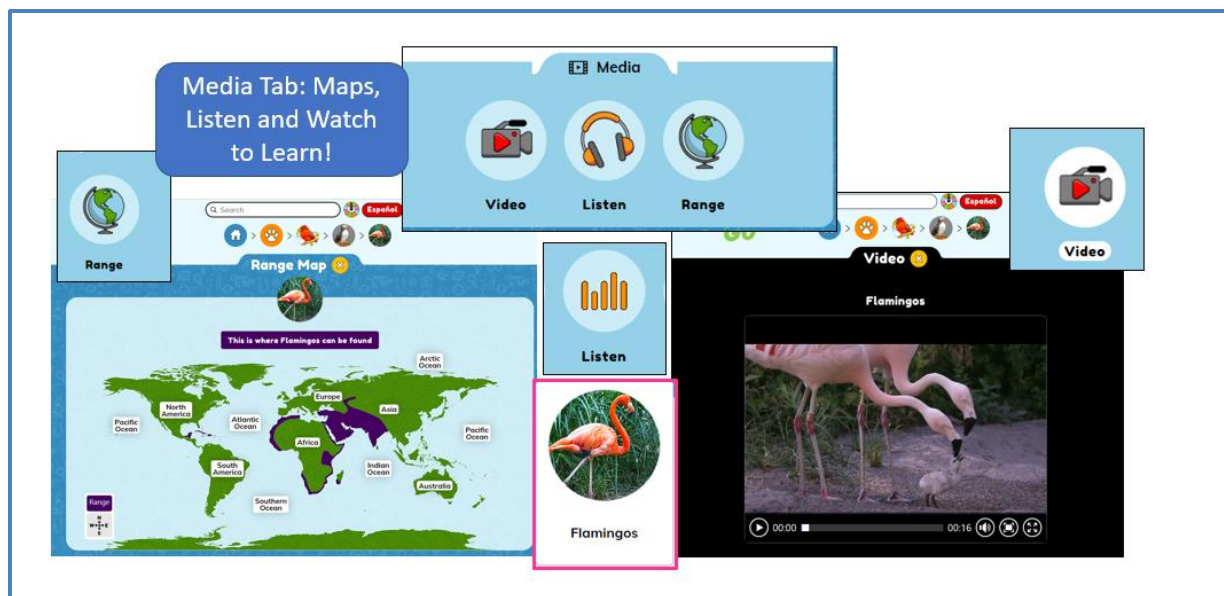 Media Tab: Maps,
Listen and Watch
to Learn!
Media
Video
Listen
Range
Range
Search
Español
Range Map
This is where Flamingos can be found
Arctic
Ocean
North
America
Europe
Asia
Pacific
Ocean
Atlantic
Ocean
Africa
Pacific
Ocean
South
America
Indian
Ocean
Australia
Southern
Ocean
Range
N
W E
S
Listen
Flamingos
Español
Video
Video
Flamingos
00:00
00:16